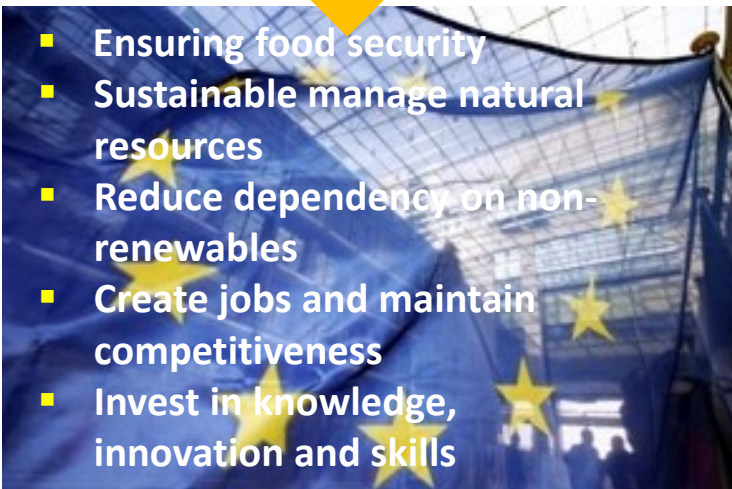 ▪ Ensuring food security
▪ Sustainable manage natural
resources
▪ Reduce dependency on non-
renewables
▪ Create jobs and maintain
competitiveness
▪ Invest in knowledge,
innovation and skills